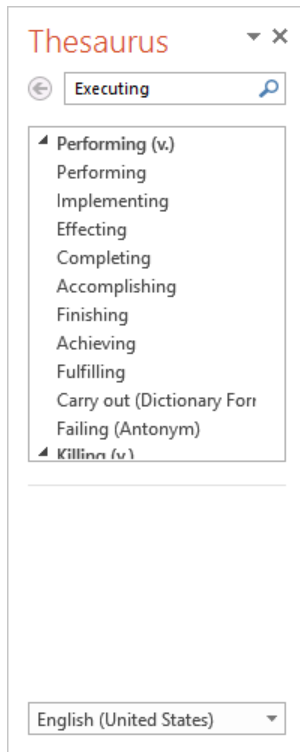 Thesaurus
Executing
Performing (v.)
Performing
Implementing
Effecting
Completing
Accomplishing
Finishing
Achieving
Fulfilling
Carry out (Dictionary Forr
Failing (Antonym)
Killing (v.)
English (United States)